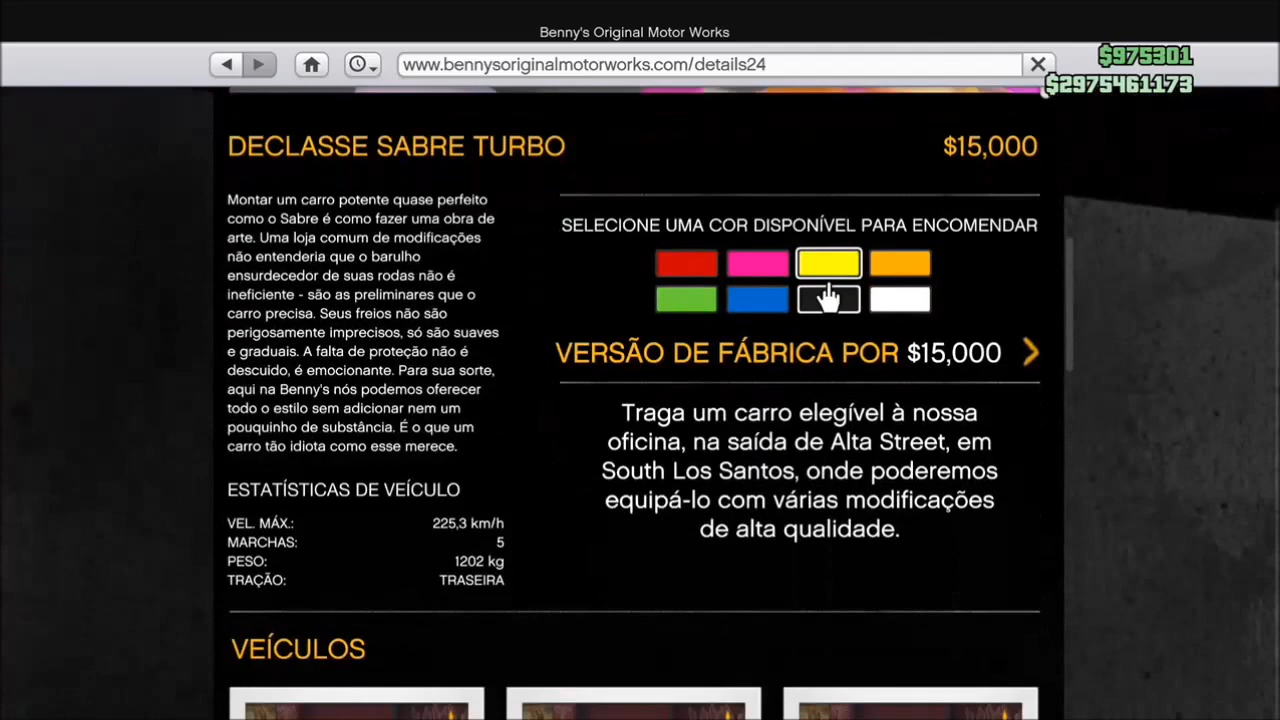 Benny's Original Motor Works
www.bennysoriginalmotorworks.com/details24
$975301
$2975461173
DECLASSE SABRE TURBO
$15,000
Montar um carro potente quase perfeito
como o Sabre é como fazer uma obra de
arte. Uma loja comum de modificações
não entenderia que o barulho
ensurdecedor de suas rodas não é
ineficiente - são as preliminares que o
carro precisa. Seus freios não são
perigosamente imprecisos, só são suaves
e graduais. A falta de proteção não é
descuido, é emocionante. Para sua sorte,
aqui na Benny's nós podemos oferecer
todo o estilo sem adicionar nem um
pouquinho de substância. É o que um
carro tão idiota como esse merece.
ESTATÍSTICAS DE VEÍCULO
VEL. MÁX.: 225,3 km/h
MARCHAS: 5
PESO: 1202 kg
TRAÇÃO: TRASEIRA
SELECIONE UMA COR DISPONÍVEL PARA ENCOMENDAR
VERSÃO DE FÁBRICA POR $15,000
Traga um carro elegível à nossa
oficina, na saída de Alta Street, em
South Los Santos, onde poderemos
equipá-lo com várias modificações
de alta qualidade.
VEÍCULOS